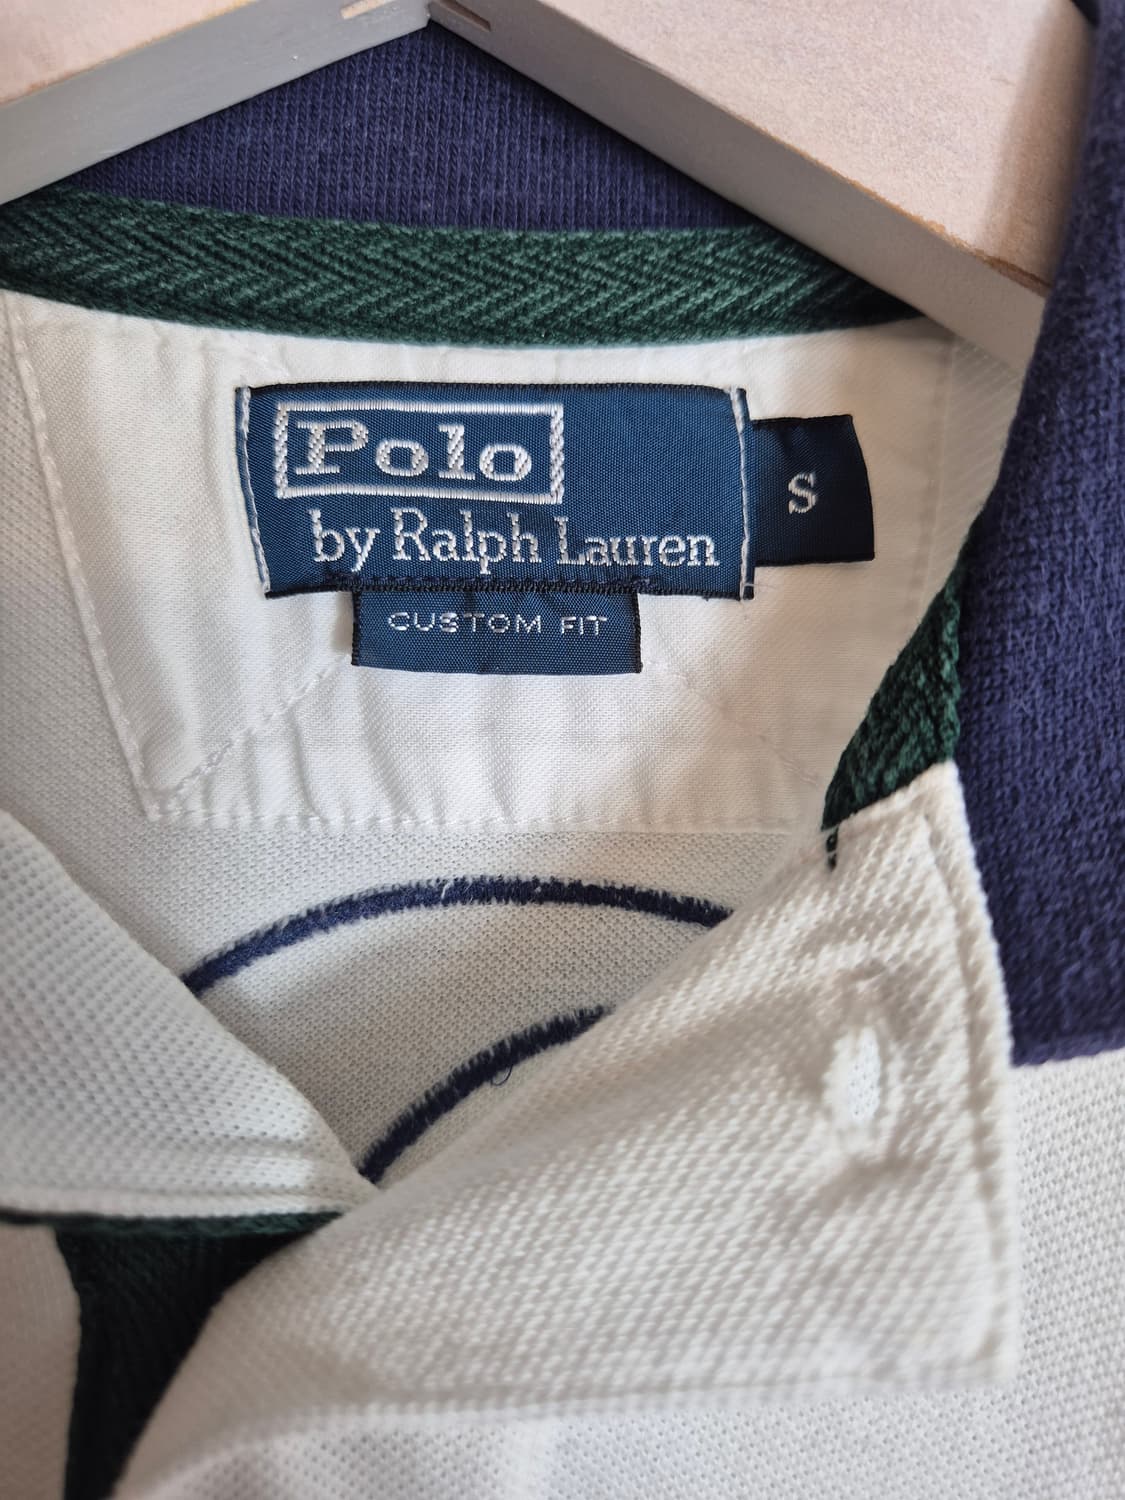 Polo
by Ralph Lauren
S
CUSTOM FIT